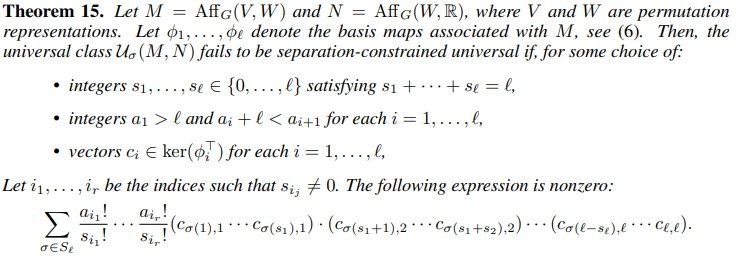 Theorem 15. Let M = Aff_G(V, W) and N = Aff_G(W, ℝ), where V and W are permutation
representations. Let ϕ_1, . . . , ϕ_ℓ denote the basis maps associated with M, see (6). Then, the
universal class 𝒰_σ(M, N) fails to be separation-constrained universal if, for some choice of:
• integers s_1, . . . , s_ℓ ∈ {0, . . . , ℓ} satisfying s_1 + · · · + s_ℓ = ℓ,
• integers a_1 > ℓ and a_i + ℓ < a_{i+1} for each i = 1, . . . , ℓ,
• vectors c_i ∈ ker(ϕ_i^⊤) for each i = 1, . . . , ℓ,
Let i_1, . . . , i_r be the indices such that s_{i_j} ≠ 0. The following expression is nonzero:
∑_{σ∈S_ℓ} \frac{a_{i_1}!}{s_{i_1}!} · · · \frac{a_{i_r}!}{s_{i_r}!} (c_{σ(1),1} · · · c_{σ(s_1),1}) · (c_{σ(s_1+1),2} · · · c_{σ(s_1+s_2),2}) · · · (c_{σ(ℓ−s_ℓ),ℓ} · · · c_{ℓ,ℓ}).